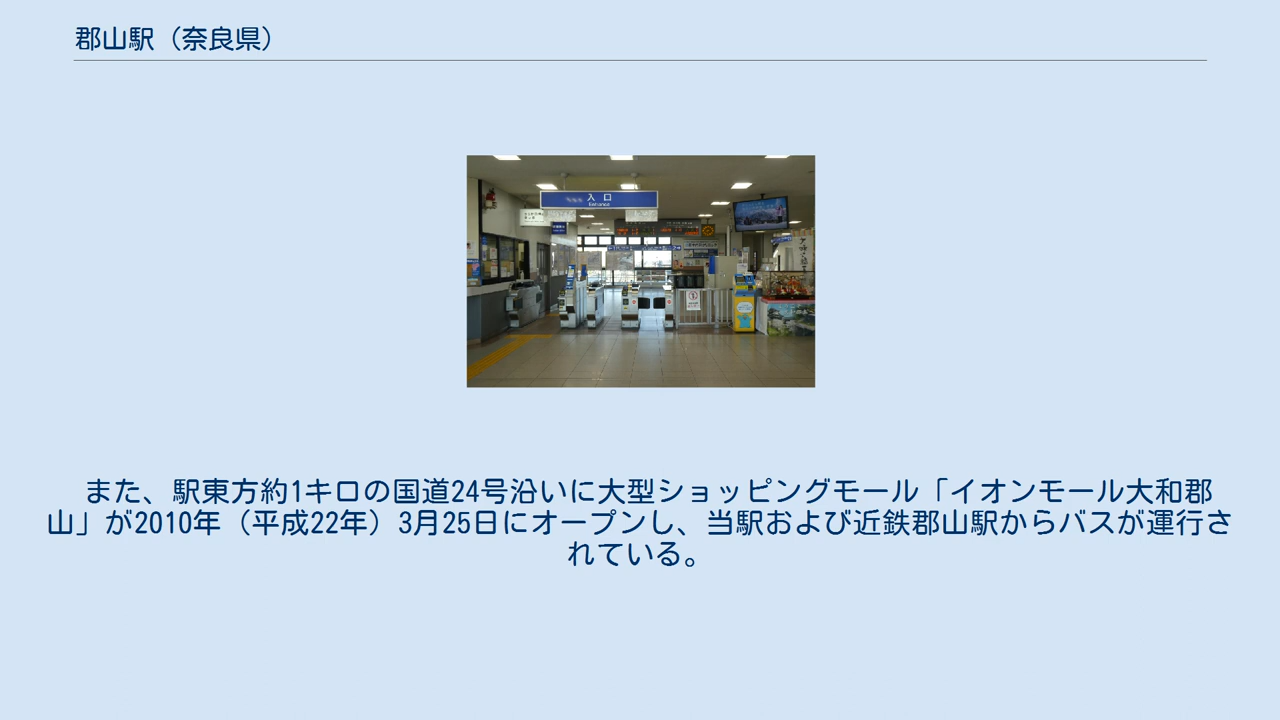 郡山駅（奈良県）
入口
Entrance
また、駅東方約1キロの国道24号沿いに大型ショッピングモール「イオンモール大和郡
山」が2010年（平成22年）3月25日にオープンし、当駅および近鉄郡山駅からバスが運行さ
れている。